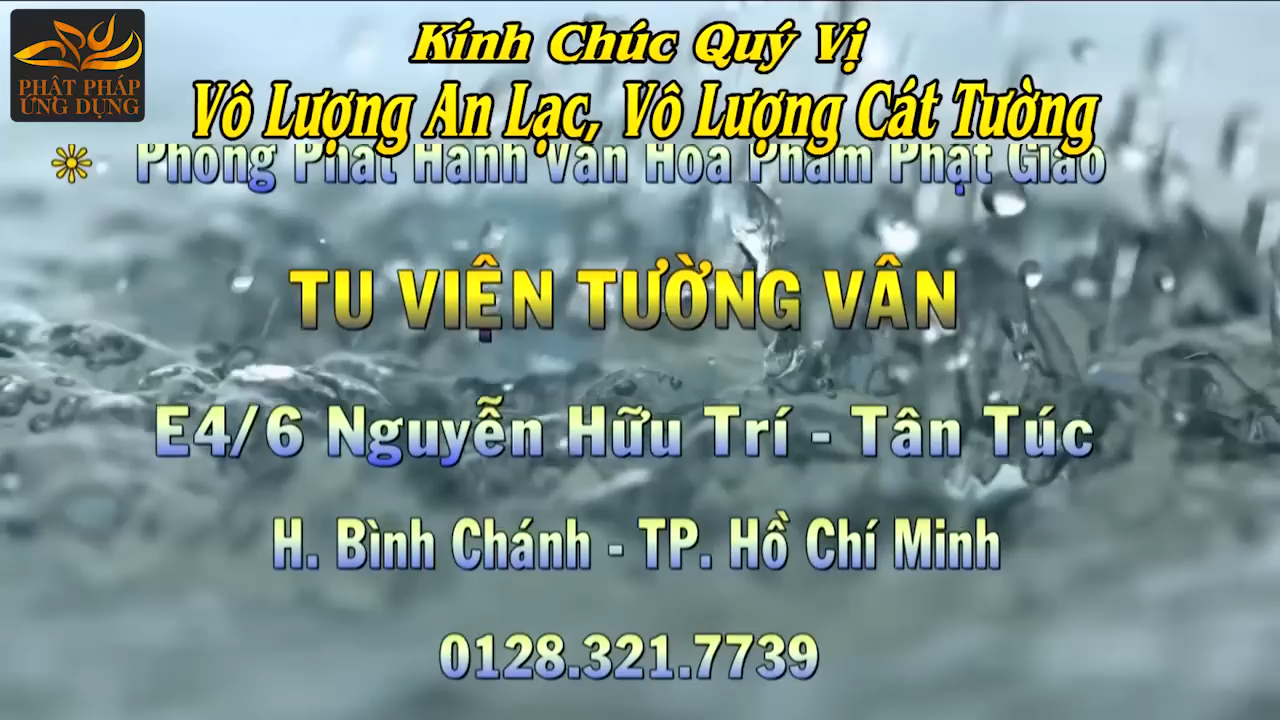 PHẬT PHÁP
ỨNG DỤNG
Kính Chúc Quý Vị
Vô Lượng An Lạc, Vô Lượng Cát Tường
Phòng Phát Hành Văn Hóa Phẩm Phật Giáo
TU VIỆN TƯỜNG VÂN
E4/6 Nguyễn Hữu Trí - Tân Túc
H. Bình Chánh - TP. Hồ Chí Minh
0128.321.7739